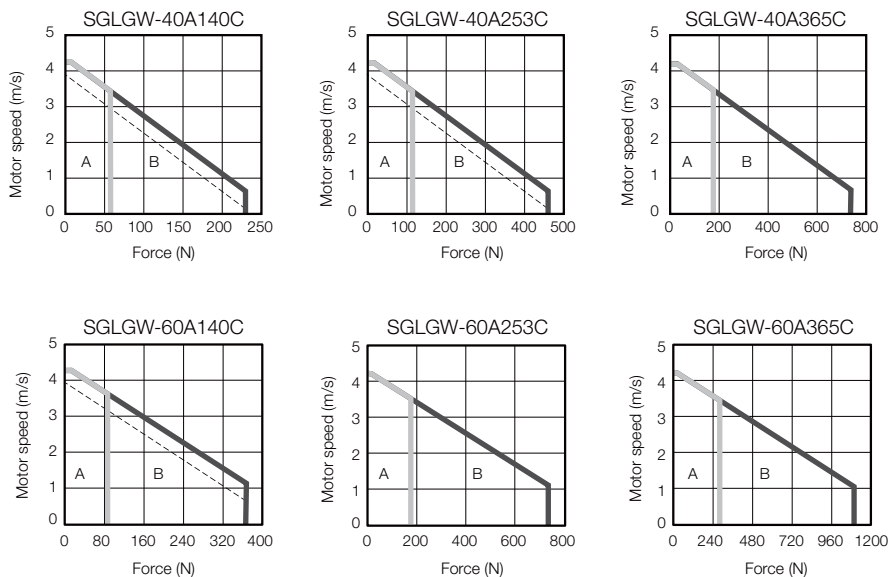 SGLGW-40A140C
5
4
3
2
1
0
Motor speed (m/s)
A
B
0 50 100 150 200 250
Force (N)
SGLGW-40A253C
5
4
3
2
1
0
Motor speed (m/s)
A
B
0 100 200 300 400 500
Force (N)
SGLGW-40A365C
5
4
3
2
1
0
Motor speed (m/s)
A
B
0 200 400 600 800
Force (N)
SGLGW-60A140C
5
4
3
2
1
0
Motor speed (m/s)
A
B
0 80 160 240 360 400
Force (N)
SGLGW-60A253C
5
4
3
2
1
0
Motor speed (m/s)
A
B
0 200 400 600 800
Force (N)
SGLGW-60A365C
5
4
3
2
1
0
Motor speed (m/s)
A
B
0 240 480 720 960 1200
Force (N)